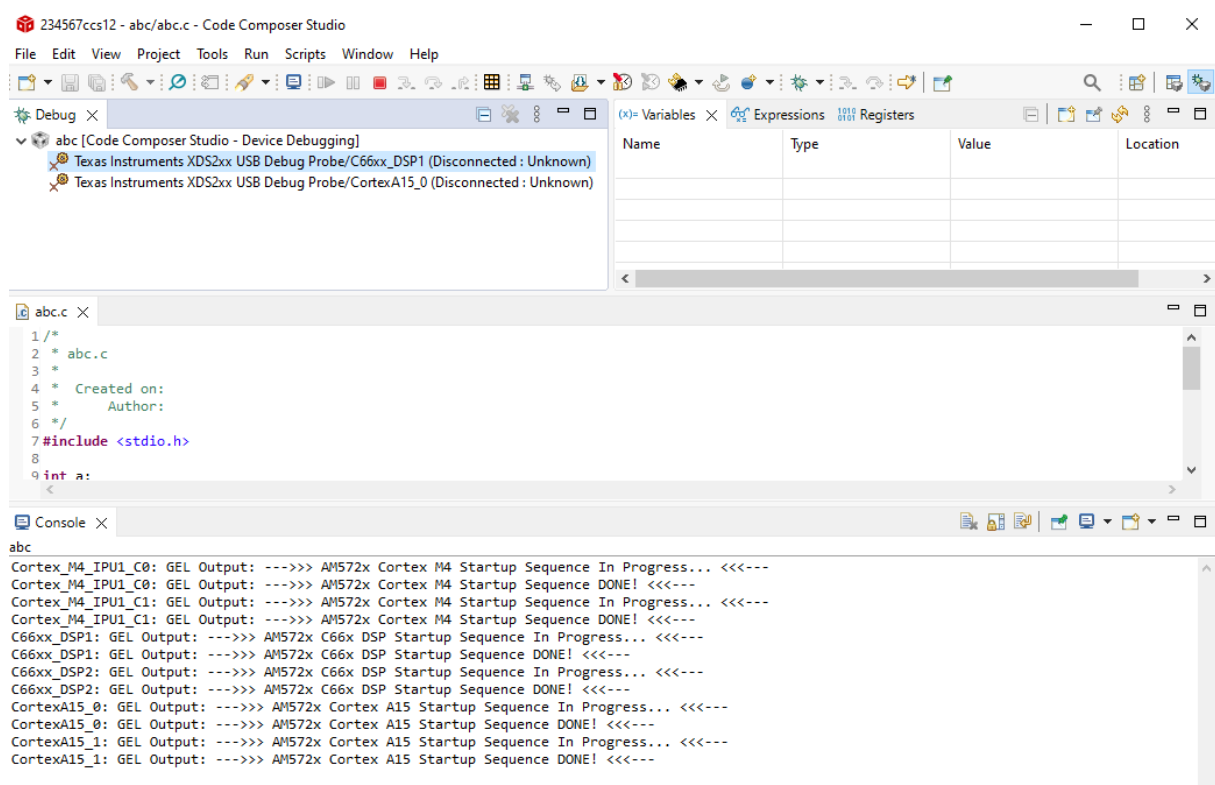 234567ccs12 - abc/abc.c - Code Composer Studio
File Edit View Project Tools Run Scripts Window Help
Debug
(x)= Variables Expressions Registers
abc [Code Composer Studio - Device Debugging]
Texas Instruments XDS2xx USB Debug Probe/C66xx_DSP1 (Disconnected : Unknown)
Texas Instruments XDS2xx USB Debug Probe/CortexA15_0 (Disconnected : Unknown)
Name Type Value Location
abc.c
1 /*
2 * abc.c
3 *
4 * Created on:
5 * Author:
6 */
7 #include <stdio.h>
8
9 int a;
Console
abc
Cortex_M4_IPU1_C0: GEL Output: --->>> AM572x Cortex M4 Startup Sequence In Progress... <<<---
Cortex_M4_IPU1_C0: GEL Output: --->>> AM572x Cortex M4 Startup Sequence DONE! <<<---
Cortex_M4_IPU1_C1: GEL Output: --->>> AM572x Cortex M4 Startup Sequence In Progress... <<<---
Cortex_M4_IPU1_C1: GEL Output: --->>> AM572x Cortex M4 Startup Sequence DONE! <<<---
C66xx_DSP1: GEL Output: --->>> AM572x C66x DSP Startup Sequence In Progress... <<<---
C66xx_DSP1: GEL Output: --->>> AM572x C66x DSP Startup Sequence DONE! <<<---
C66xx_DSP2: GEL Output: --->>> AM572x C66x DSP Startup Sequence In Progress... <<<---
C66xx_DSP2: GEL Output: --->>> AM572x C66x DSP Startup Sequence DONE! <<<---
CortexA15_0: GEL Output: --->>> AM572x Cortex A15 Startup Sequence In Progress... <<<---
CortexA15_0: GEL Output: --->>> AM572x Cortex A15 Startup Sequence DONE! <<<---
CortexA15_1: GEL Output: --->>> AM572x Cortex A15 Startup Sequence In Progress... <<<---
CortexA15_1: GEL Output: --->>> AM572x Cortex A15 Startup Sequence DONE! <<<---